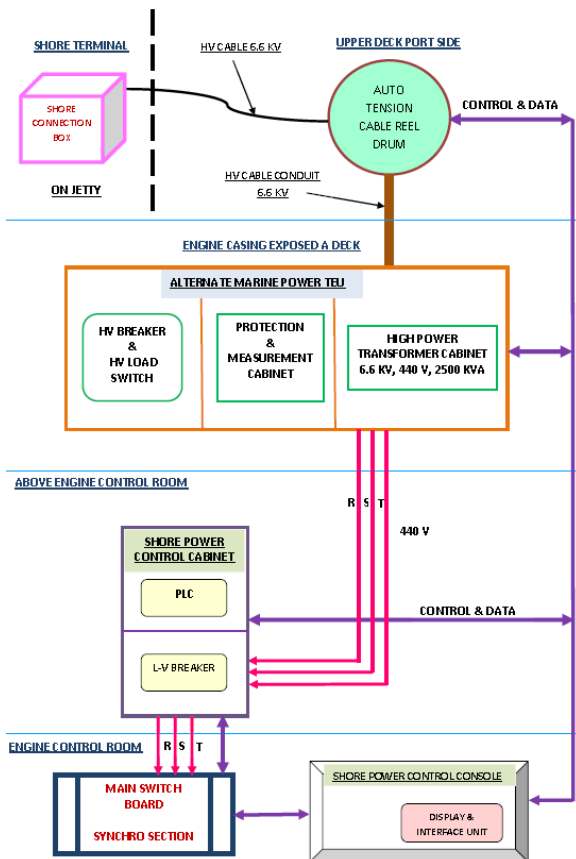 SHORE TERMINAL
HV CABLE 6.6 KV
UPPER DECK PORT SIDE
SHORE
CONNECTION
BOX
AUTO
TENSION
CABLE REEL
DRUM
CONTROL & DATA
ON JETTY
HV CABLE CONDUIT
6.6 KV
ENGINE CASING EXPOSED A DECK
ALTERNATE MARINE POWER TEU
HV BREAKER
&
HV LOAD
SWITCH
PROTECTION
&
MEASUREMENT
CABINET
HIGH POWER
TRANSFORMER CABINET
6.6 KV, 440 V, 2500 KVA
ABOVE ENGINE CONTROL ROOM
R S T
440 V
SHORE POWER
CONTROL CABINET
PLC
CONTROL & DATA
L-V BREAKER
ENGINE CONTROL ROOM
R S T
MAIN SWITCH
BOARD
SYNCHRO SECTION
SHORE POWER CONTROL CONSOLE
DISPLAY &
INTERFACE UNIT